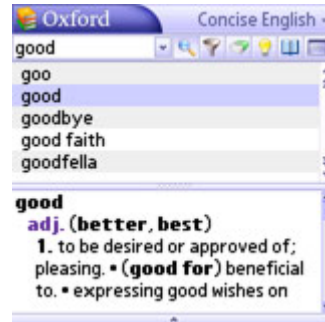 Oxford Concise English
good
goo
good
goodbye
good faith
goodfella
good
adj. (better, best)
1. to be desired or approved of;
pleasing. • (good for) beneficial
to. • expressing good wishes on